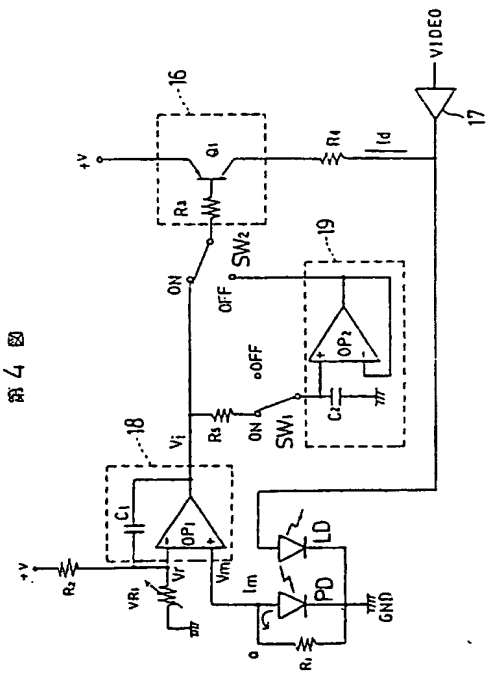 第4図
+V
R2
VR1
18
C1
Vr
OP1
Vm
Vi
R5
ON
OFF
SW1
ON
OFF
SW2
16
+V
R3
Q1
R4
Id
19
OP2
C2
a
Im
R1
PD
LD
GND
VIDEO
17